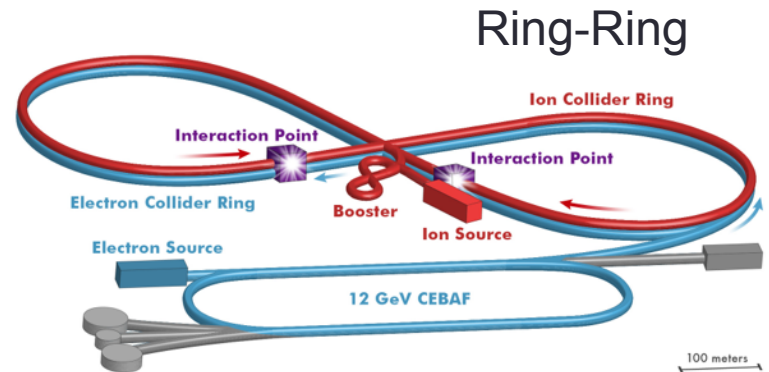 Ring-Ring
Ion Collider Ring
Interaction Point
Interaction Point
Electron Collider Ring
Booster
Ion Source
Electron Source
12 GeV CEBAF
100 meters